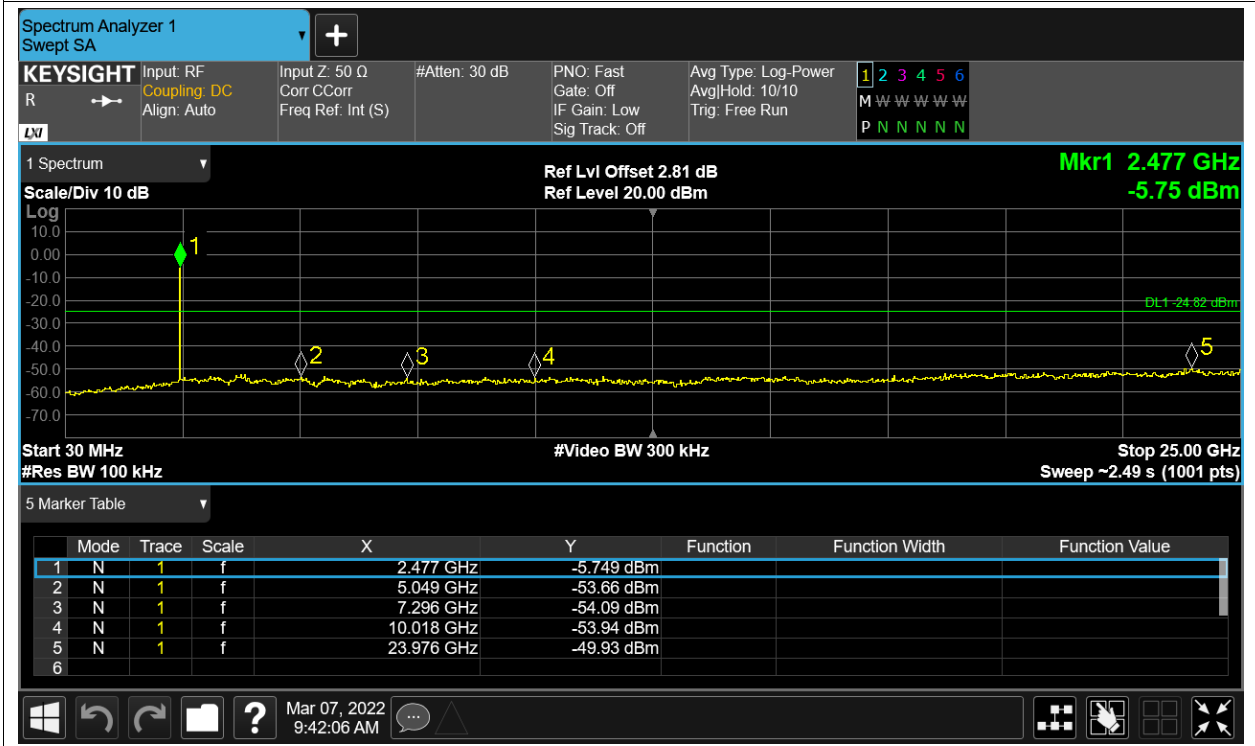 Spectrum Analyzer 1
Swept SA
KEYSIGHT
R
LXI
Input: RF
Coupling: DC
Align: Auto
Input Z: 50 Ω
Corr CCorr
Freq Ref: Int (S)
#Atten: 30 dB
PNO: Fast
Gate: Off
IF Gain: Low
Sig Track: Off
Avg Type: Log-Power
Avg|Hold: 10/10
Trig: Free Run
1 2 3 4 5 6
M W W W W W
P N N N N N
1 Spectrum
Scale/Div 10 dB
Ref Lvl Offset 2.81 dB
Ref Level 20.00 dBm
Mkr1 2.477 GHz
-5.75 dBm
Log
10.0
0.00
-10.0
-20.0
-30.0
-40.0
-50.0
-60.0
-70.0
1
2
3
4
5
DL1 -24.82 dBm
Start 30 MHz
#Res BW 100 kHz
#Video BW 300 kHz
Stop 25.00 GHz
Sweep ~2.49 s (1001 pts)
5 Marker Table
Mode Trace Scale X Y Function Function Width Function Value
1 N 1 f 2.477 GHz -5.749 dBm
2 N 1 f 5.049 GHz -53.66 dBm
3 N 1 f 7.296 GHz -54.09 dBm
4 N 1 f 10.018 GHz -53.94 dBm
5 N 1 f 23.976 GHz -49.93 dBm
6
?
Mar 07, 2022
9:42:06 AM